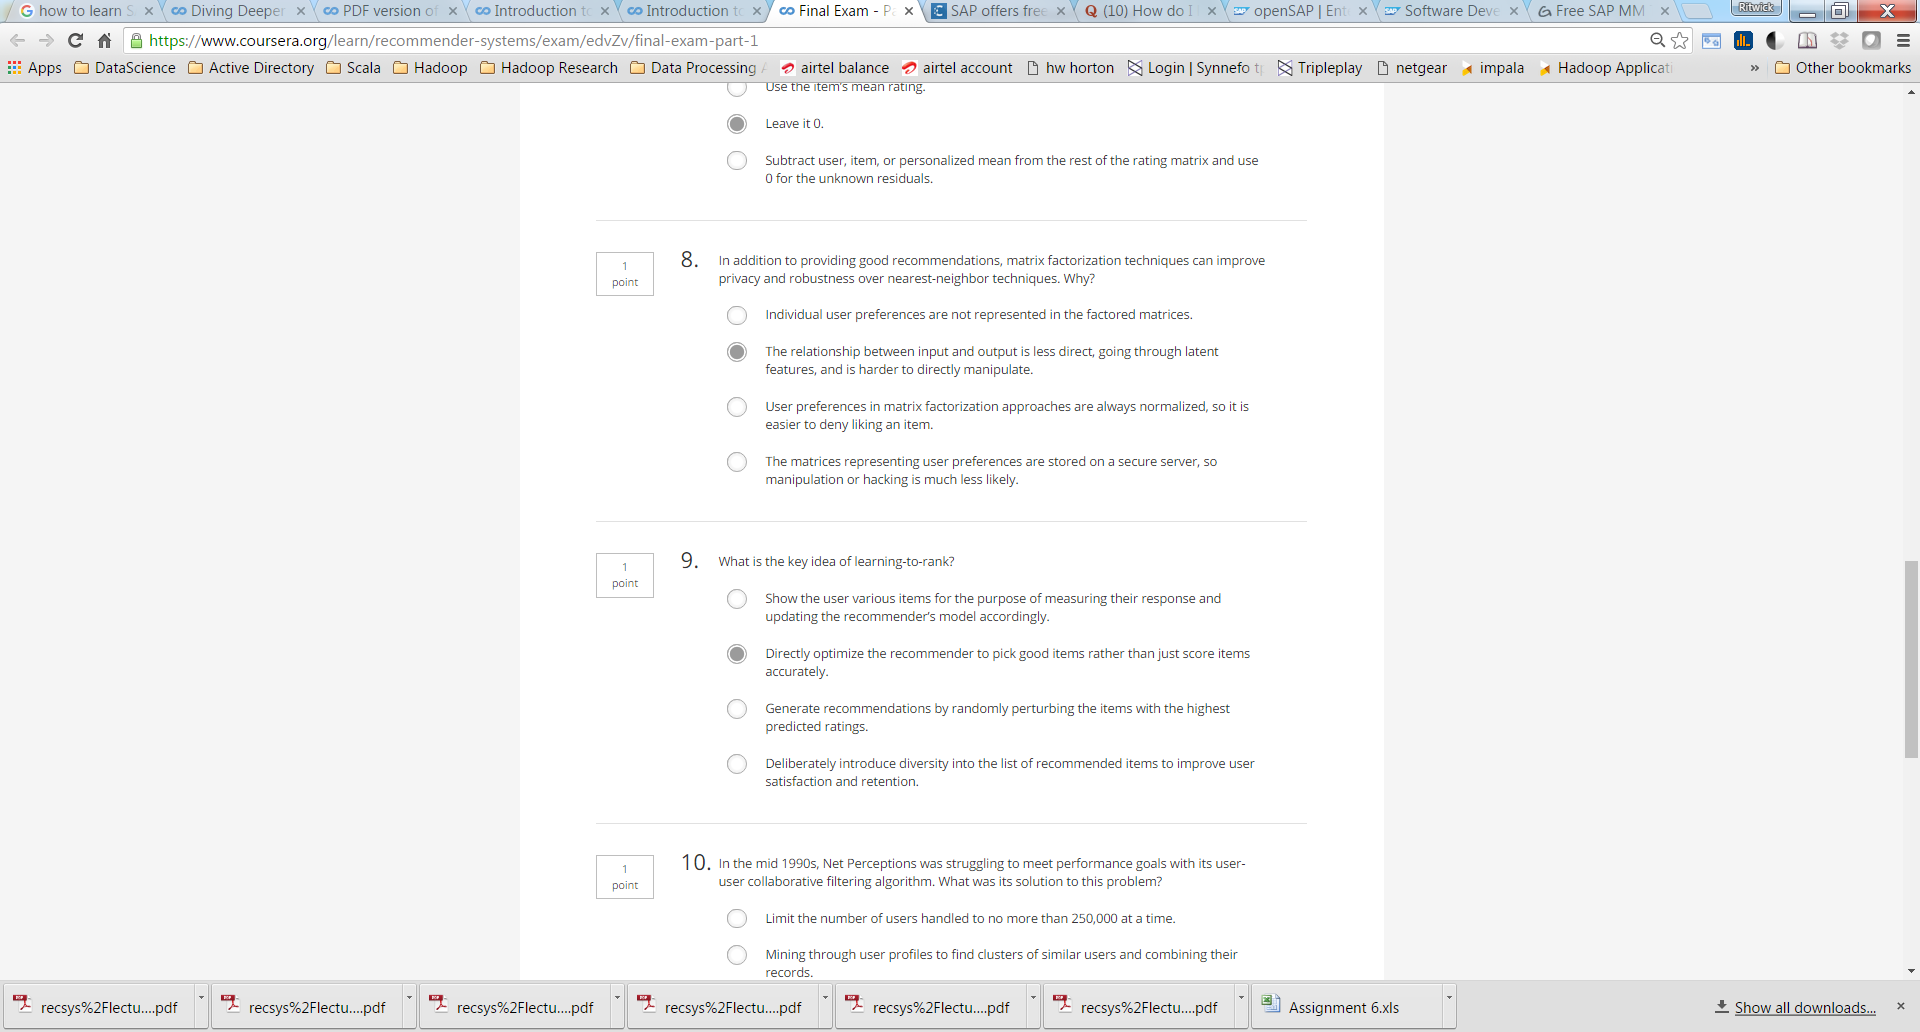 how to learn S
Diving Deeper
PDF version of
Introduction to
Introduction to
Final Exam - Pa
SAP offers free
(10) How do I
openSAP | Ente
Software Deve
Free SAP MM
Ritwick
https://www.coursera.org/learn/recommender-systems/exam/edvZv/final-exam-part-1
Apps DataScience Active Directory Scala Hadoop Hadoop Research Data Processing airtel balance airtel account hw horton Login | Synnefo Tripleplay netgear impala Hadoop Applicati » Other bookmarks
Use the item's mean rating.
Leave it 0.
Subtract user, item, or personalized mean from the rest of the rating matrix and use
0 for the unknown residuals.
1
point
8. In addition to providing good recommendations, matrix factorization techniques can improve
privacy and robustness over nearest-neighbor techniques. Why?
Individual user preferences are not represented in the factored matrices.
The relationship between input and output is less direct, going through latent
features, and is harder to directly manipulate.
User preferences in matrix factorization approaches are always normalized, so it is
easier to deny liking an item.
The matrices representing user preferences are stored on a secure server, so
manipulation or hacking is much less likely.
1
point
9. What is the key idea of learning-to-rank?
Show the user various items for the purpose of measuring their response and
updating the recommender's model accordingly.
Directly optimize the recommender to pick good items rather than just score items
accurately.
Generate recommendations by randomly perturbing the items with the highest
predicted ratings.
Deliberately introduce diversity into the list of recommended items to improve user
satisfaction and retention.
1
point
10. In the mid 1990s, Net Perceptions was struggling to meet performance goals with its user-
user collaborative filtering algorithm. What was its solution to this problem?
Limit the number of users handled to no more than 250,000 at a time.
Mining through user profiles to find clusters of similar users and combining their
records.
recsys%2Flectu....pdf
recsys%2Flectu....pdf
recsys%2Flectu....pdf
recsys%2Flectu....pdf
recsys%2Flectu....pdf
recsys%2Flectu....pdf
Assignment 6.xls
Show all downloads...